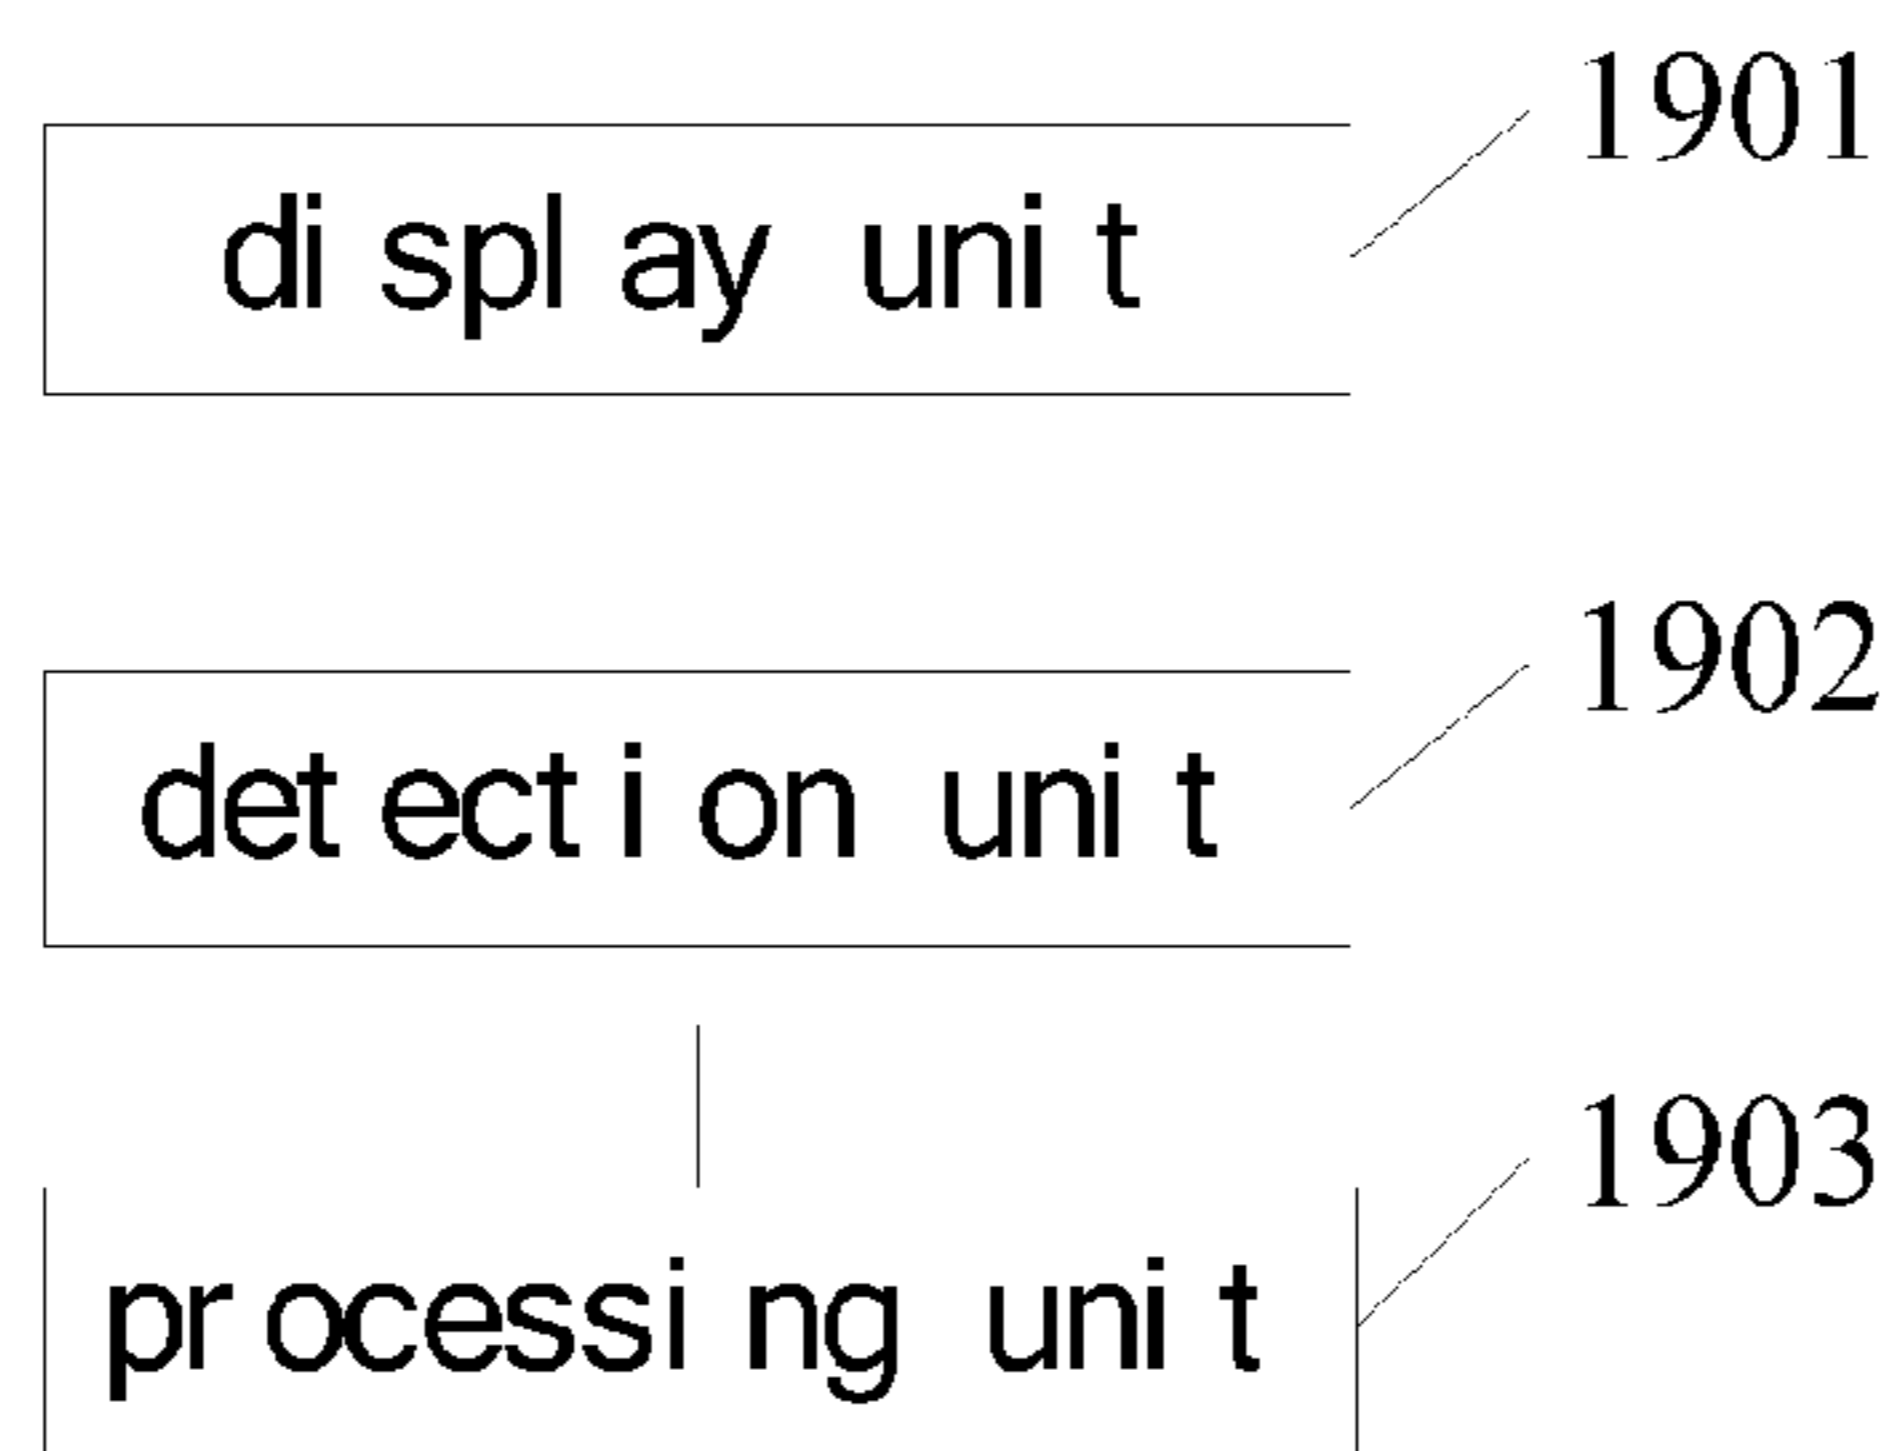 1901
display unit
1902
detection unit
1903
processing unit